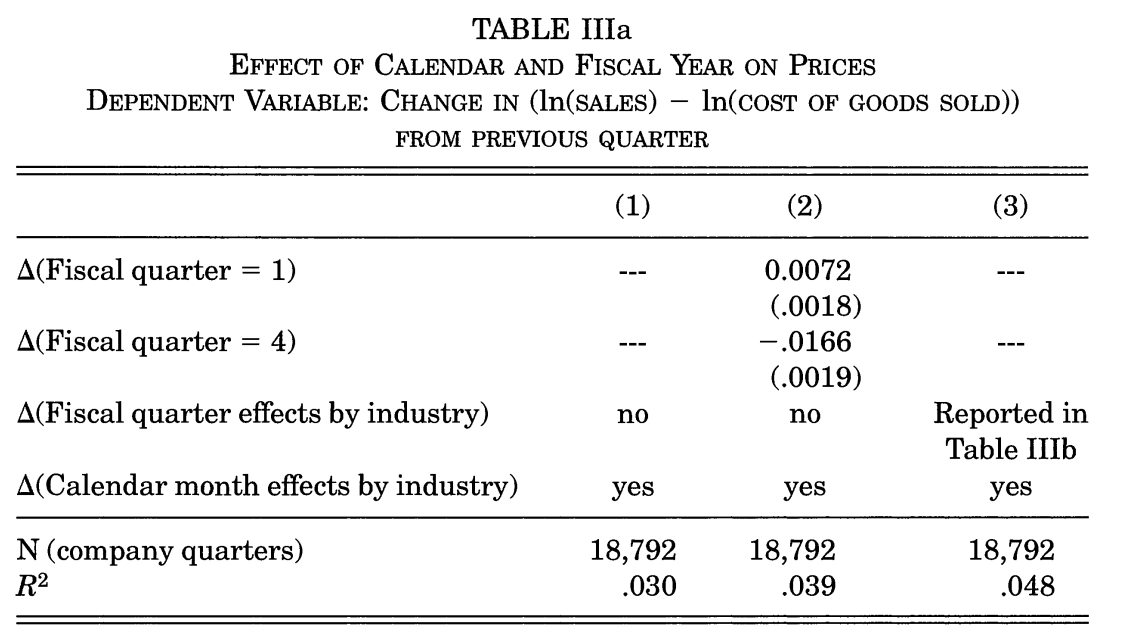 TABLE IIIa
EFFECT OF CALENDAR AND FISCAL YEAR ON PRICES
DEPENDENT VARIABLE: CHANGE IN (ln(SALES) − ln(COST OF GOODS SOLD))
FROM PREVIOUS QUARTER
(1) (2) (3)
Δ(Fiscal quarter = 1) --- 0.0072 ---
(.0018)
Δ(Fiscal quarter = 4) --- −.0166 ---
(.0019)
Δ(Fiscal quarter effects by industry) no no Reported in
Table IIIb
Δ(Calendar month effects by industry) yes yes yes
N (company quarters) 18,792 18,792 18,792
R² .030 .039 .048